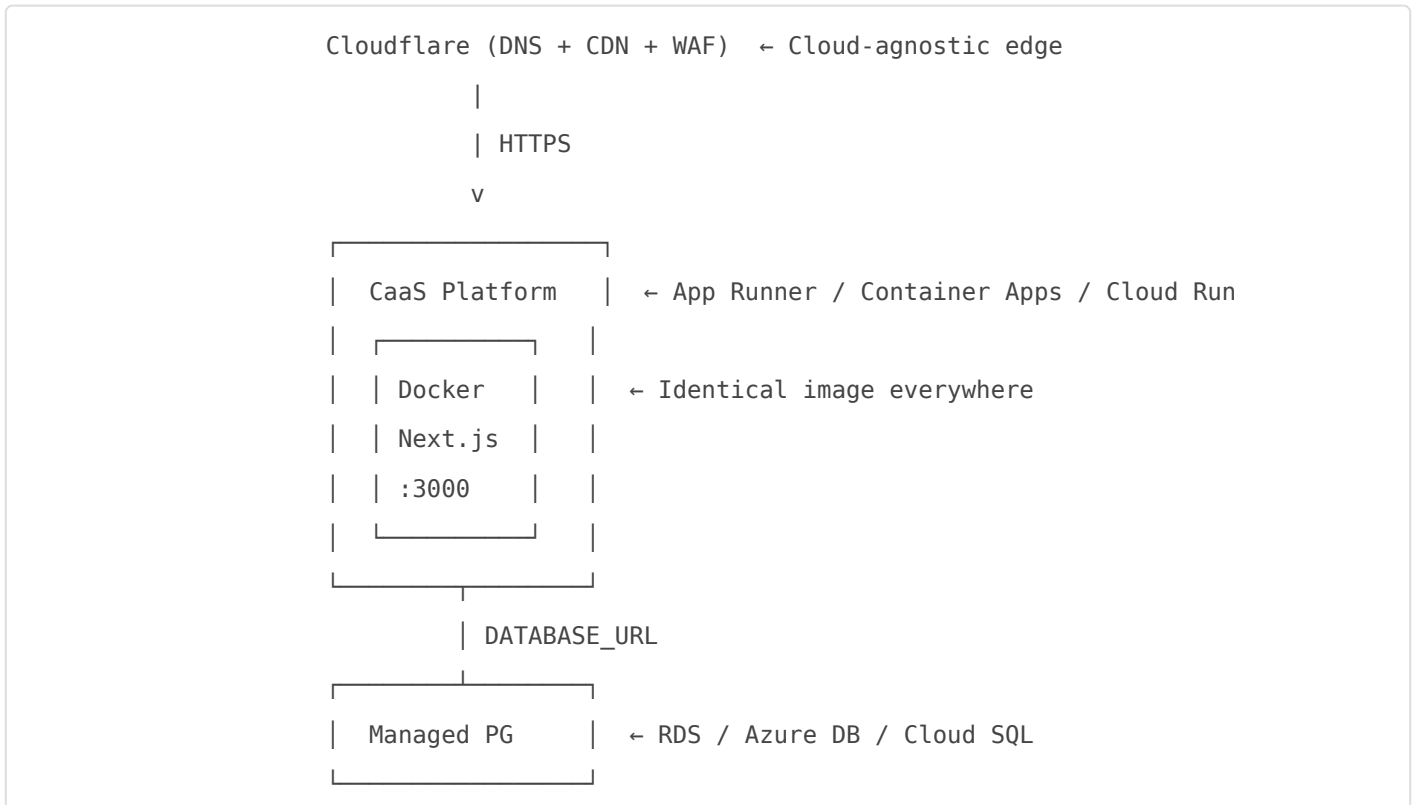 Cloudflare (DNS + CDN + WAF) ← Cloud-agnostic edge
│
│ HTTPS
v
┌───────────────────┐
│ CaaS Platform │ ← App Runner / Container Apps / Cloud Run
│ ┌───────────┐ │
│ │ Docker │ │ ← Identical image everywhere
│ │ Next.js │ │
│ │ :3000 │ │
│ └───────────┘ │
└─────────┬─────────┘
│ DATABASE_URL
┌─────────┴─────────┐
│ Managed PG │ ← RDS / Azure DB / Cloud SQL
└───────────────────┘